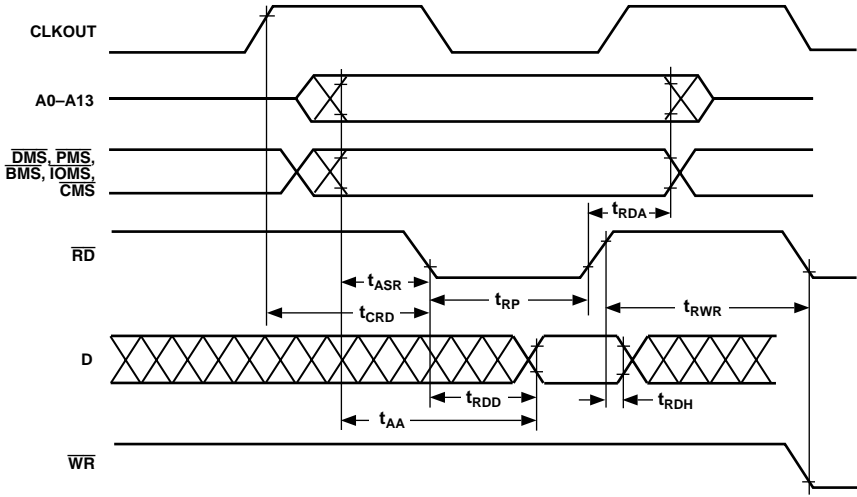 CLKOUT
A0–A13
DMS, PMS,
BMS, IOMS,
CMS
tRDA
RD
tASR
tRP
tCRD
tRWR
D
tRDD
tRDH
tAA
WR